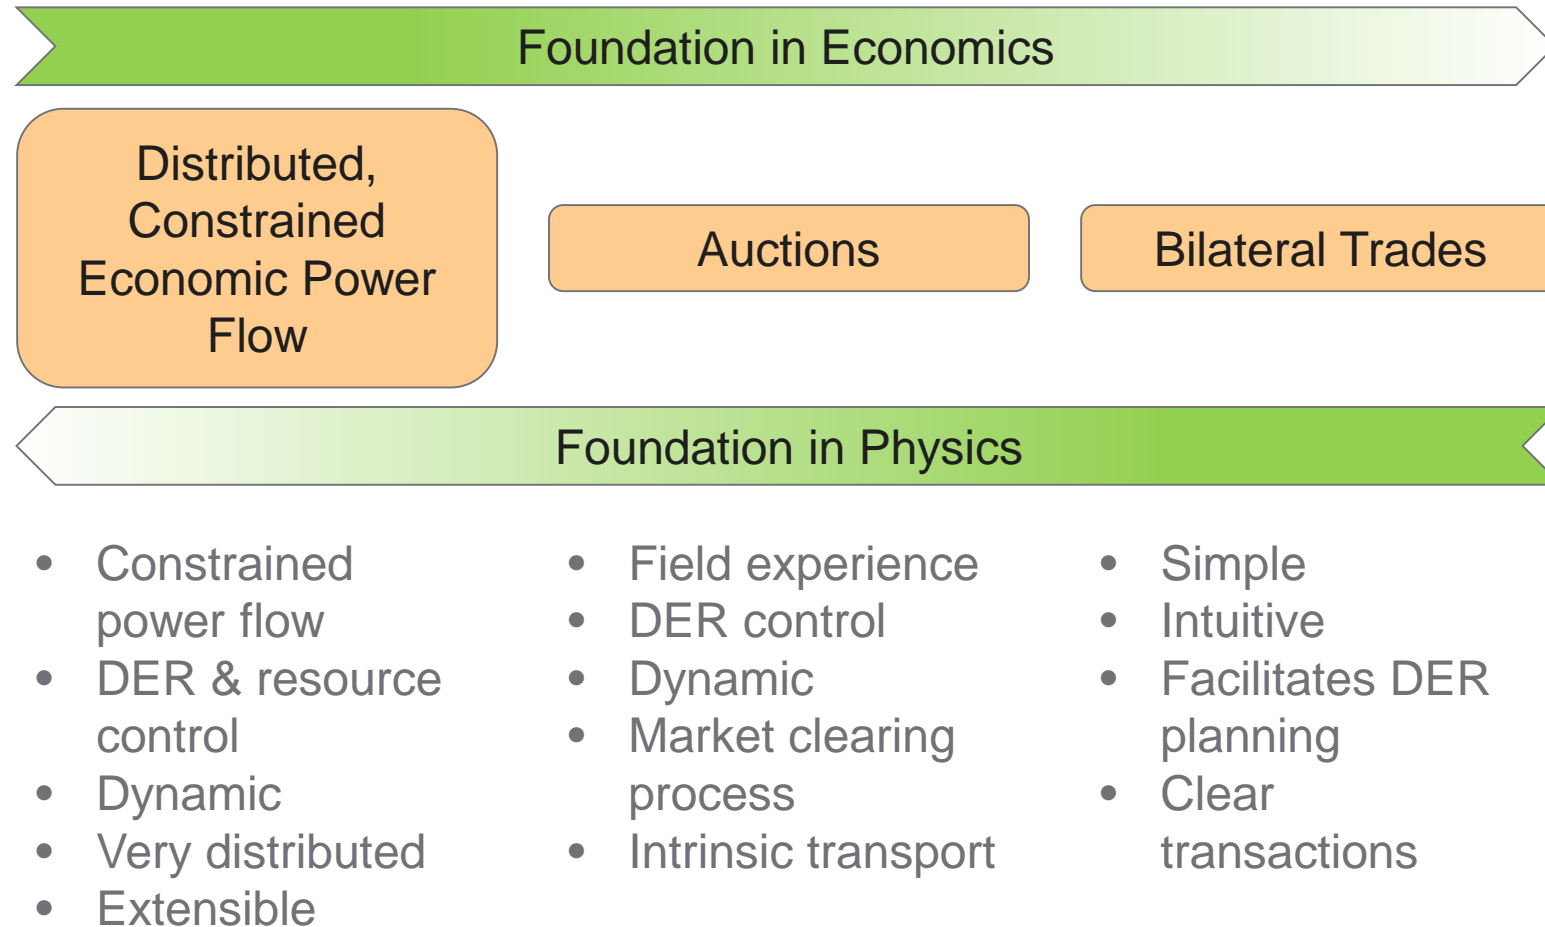 Foundation in Economics
Distributed,
Constrained
Economic Power
Flow
Auctions
Bilateral Trades
Foundation in Physics
• Constrained
power flow
• DER & resource
control
• Dynamic
• Very distributed
• Extensible
• Field experience
• DER control
• Dynamic
• Market clearing
process
• Intrinsic transport
• Simple
• Intuitive
• Facilitates DER
planning
• Clear
transactions